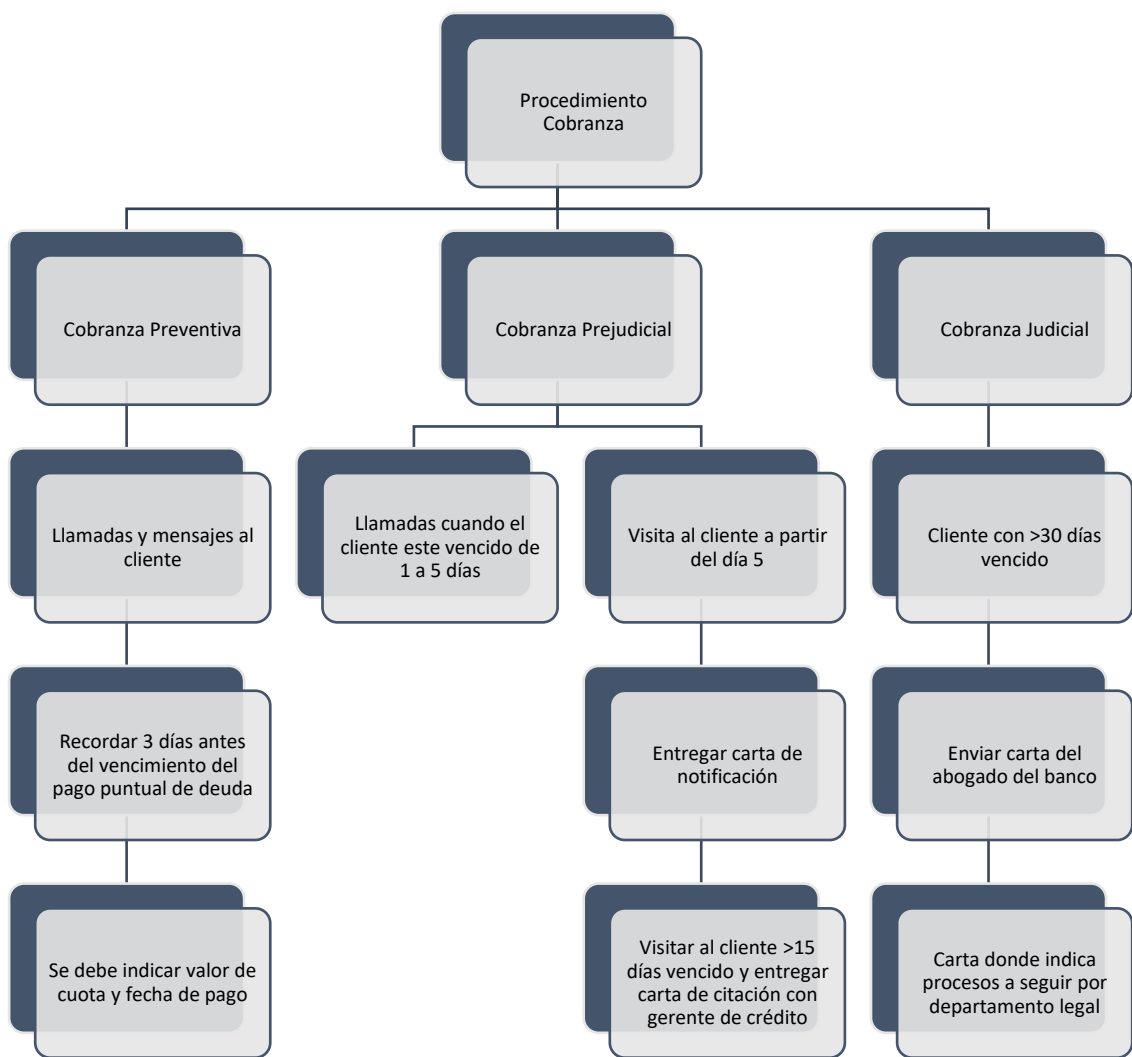 Procedimiento
Cobranza
Cobranza Preventiva
Cobranza Prejudicial
Cobranza Judicial
Llamadas y mensajes al
cliente
Llamadas cuando el
cliente este vencido de
1 a 5 días
Visita al cliente a partir
del día 5
Cliente con >30 días
vencido
Recordar 3 días antes
del vencimiento del
pago puntual de deuda
Entregar carta de
notificación
Enviar carta del
abogado del banco
Se debe indicar valor de
cuota y fecha de pago
Visitar al cliente >15
días vencido y entregar
carta de citación con
gerente de crédito
Carta donde indica
procesos a seguir por
departamento legal